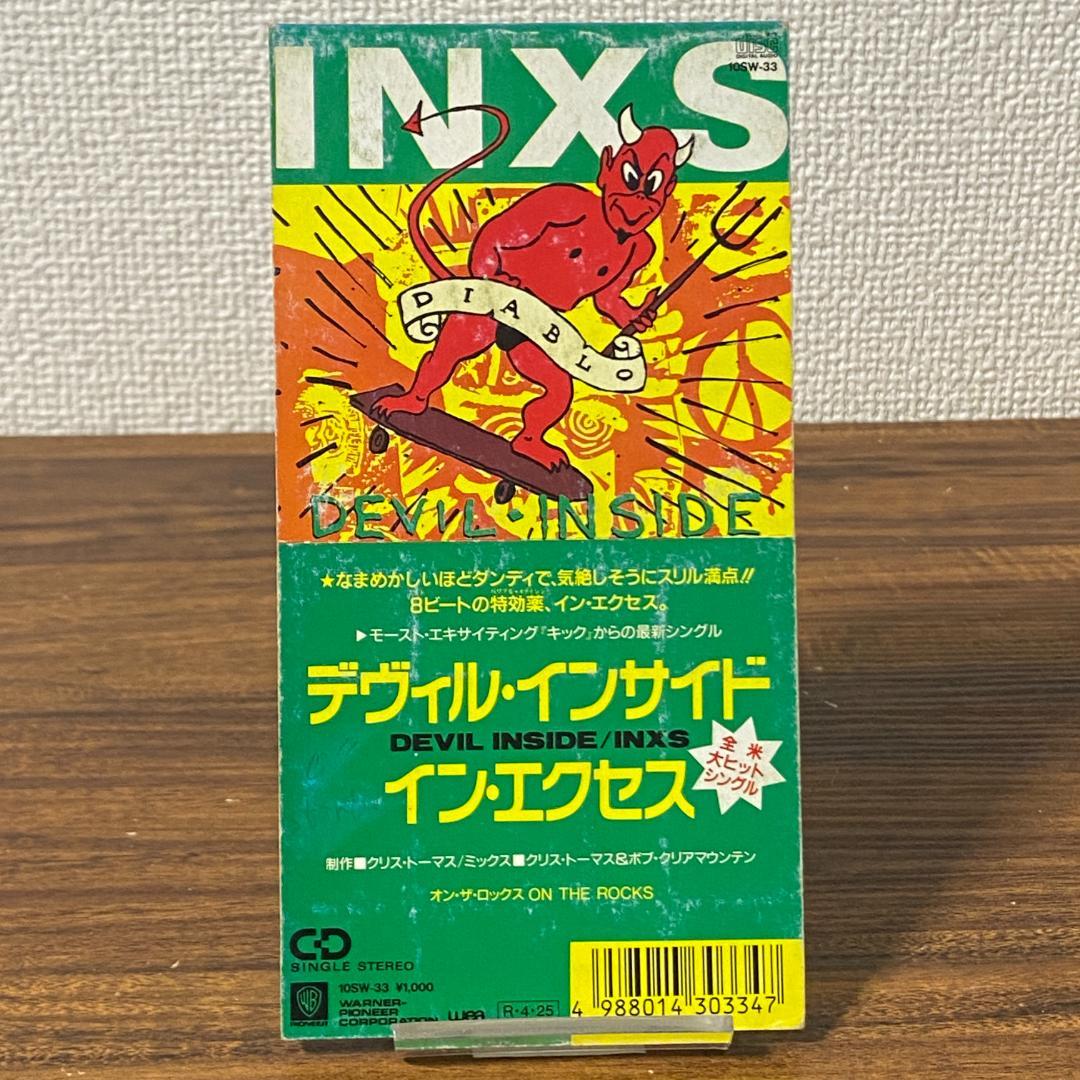 INXS
disc
DIGITAL AUDIO
10SW-33
DIABLO
DEVIL・INSIDE
★なまめかしいほどダンディで、気絶しそうにスリル満点!!
8ビートの特効薬、イン・エクセス。
▶モースト・エキサイティング『キック』からの最新シングル
デヴィル・インサイド
DEVIL INSIDE/INXS
イン・エクセス
全米
大ヒット
シングル
制作■クリス・トーマス/ミックス■クリス・トーマス&ボブ・クリアマウンテン
オン・ザ・ロックス ON THE ROCKS
CD
SINGLE STEREO
10SW-33 ¥1,000
WB
PIONEER
WARNER-
PIONEER
CORPORATION
wea
R・4・25
4 988014 303347